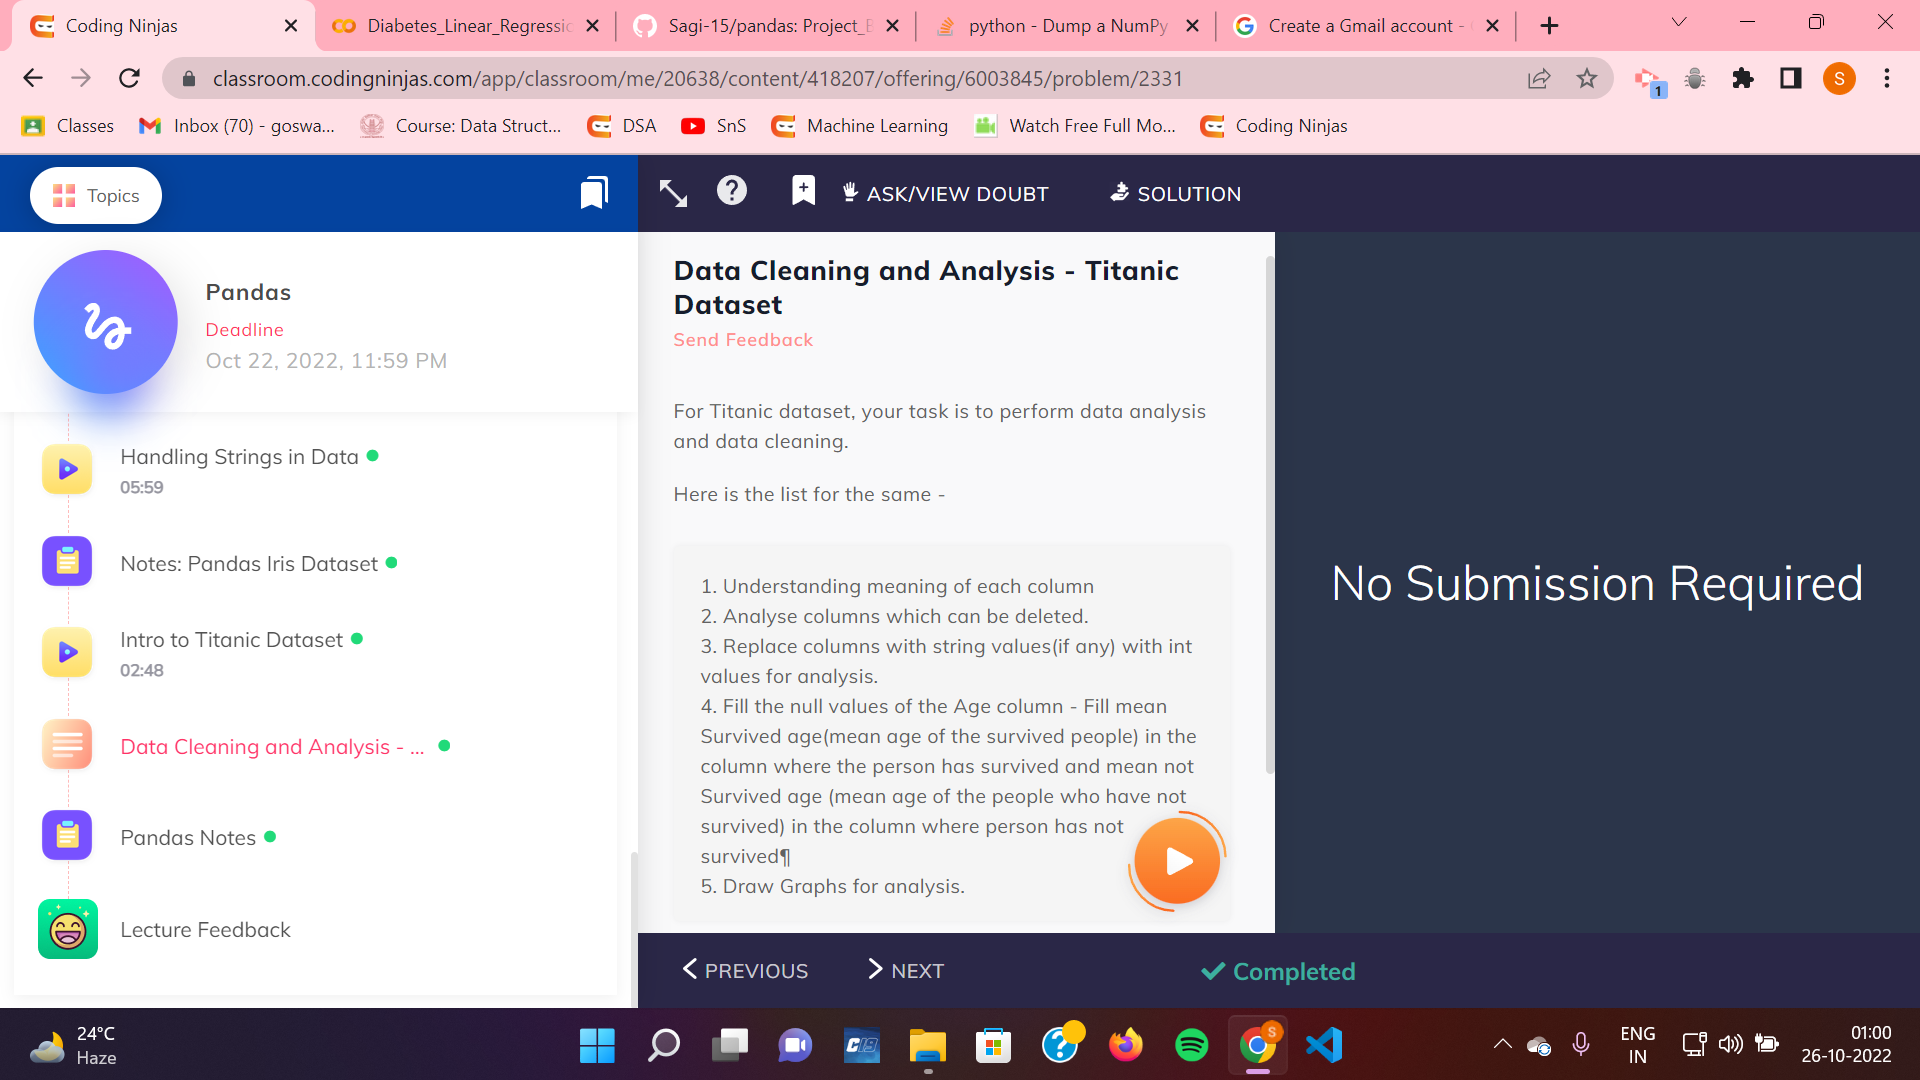 Coding Ninjas
Diabetes_Linear_Regressic
Sagi-15/pandas: Project_B
python - Dump a NumPy
Create a Gmail account -
classroom.codingninjas.com/app/classroom/me/20638/content/418207/offering/6003845/problem/2331
1
S
Classes
Inbox (70) - goswa...
Course: Data Struct...
DSA
SnS
Machine Learning
Watch Free Full Mo...
Coding Ninjas
Topics
ASK/VIEW DOUBT
SOLUTION
Pandas
Deadline
Oct 22, 2022, 11:59 PM
Handling Strings in Data
05:59
Notes: Pandas Iris Dataset
Intro to Titanic Dataset
02:48
Data Cleaning and Analysis - ...
Pandas Notes
Lecture Feedback
Data Cleaning and Analysis - Titanic
Dataset
Send Feedback
For Titanic dataset, your task is to perform data analysis
and data cleaning.
Here is the list for the same -
1. Understanding meaning of each column
2. Analyse columns which can be deleted.
3. Replace columns with string values(if any) with int
values for analysis.
4. Fill the null values of the Age column - Fill mean
Survived age(mean age of the survived people) in the
column where the person has survived and mean not
Survived age (mean age of the people who have not
survived) in the column where person has not
survived¶
5. Draw Graphs for analysis.
No Submission Required
PREVIOUS
NEXT
Completed
24°C
Haze
C19
S
ENG
IN
01:00
26-10-2022